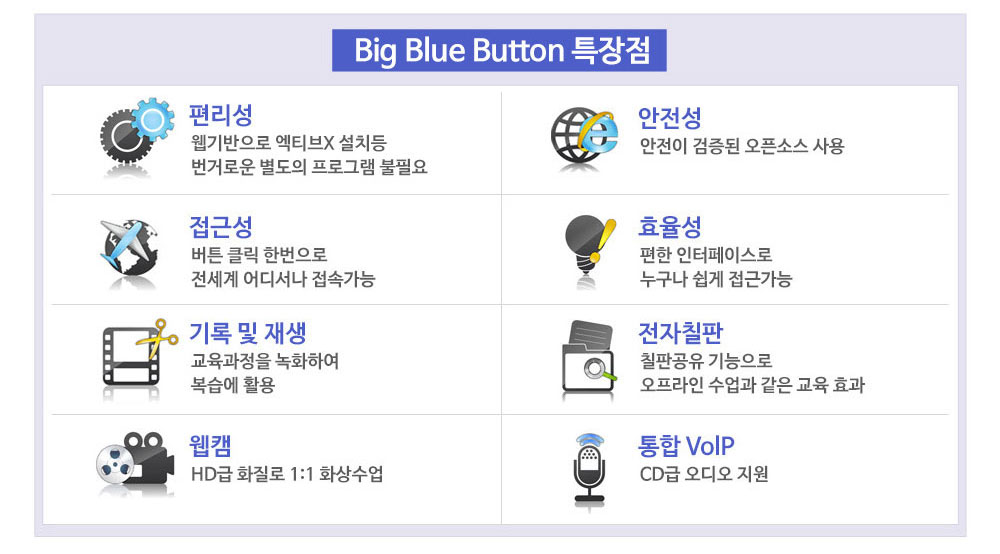 Big Blue Button 특장점
편리성
웹기반으로 엑티브X 설치등
번거로운 별도의 프로그램 불필요
안전성
안전이 검증된 오픈소스 사용
접근성
버튼 클릭 한번으로
전세계 어디서나 접속가능
효율성
편한 인터페이스로
누구나 쉽게 접근가능
기록 및 재생
교육과정을 녹화하여
복습에 활용
전자칠판
칠판공유 기능으로
오프라인 수업과 같은 교육 효과
웹캠
HD급 화질로 1:1 화상수업
통합 VoIP
CD급 오디오 지원